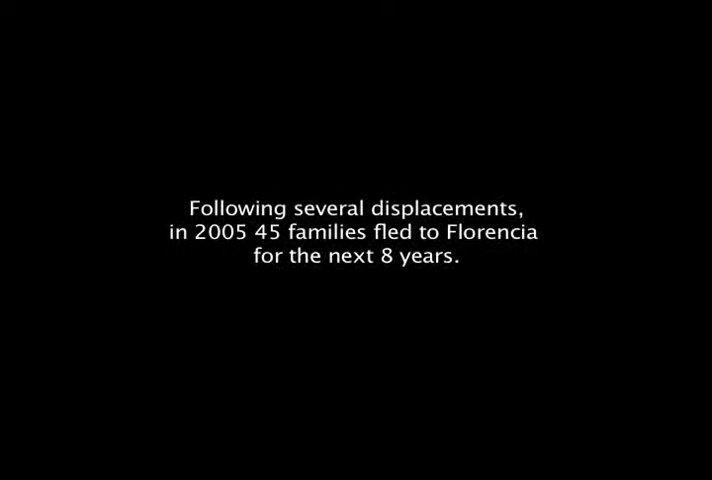 Following several displacements,
in 2005 45 families fled to Florencia
for the next 8 years.